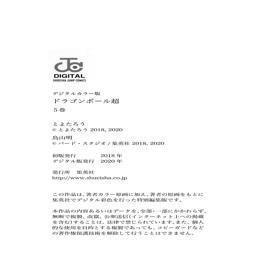 DIGITAL
SHUEISHA JUMP COMICS
デジタルカラー版
ドラゴンボール超
5巻
とよたろう
©とよたろう 2018, 2020
鳥山明
©バード・スタジオ/集英社 2018, 2020
初版発行 2018年
デジタル版発行 2020年
発行所 集英社
http://www.shueisha.co.jp
この作品は、著者カラー原画に加え、著者の原画をもとに
集英社でデジタル彩色を行った特別編集版です。
本作品の内容あるいはデータを、全部・一部にかかわらず、
無断で複製、改竄、公衆送信(インターネット上への掲載
を含む)することは、法律で禁じられています。また、個人
的な使用を目的とする複製であっても、コピーガードなど
の著作権保護技術を解除して行うことはできません。